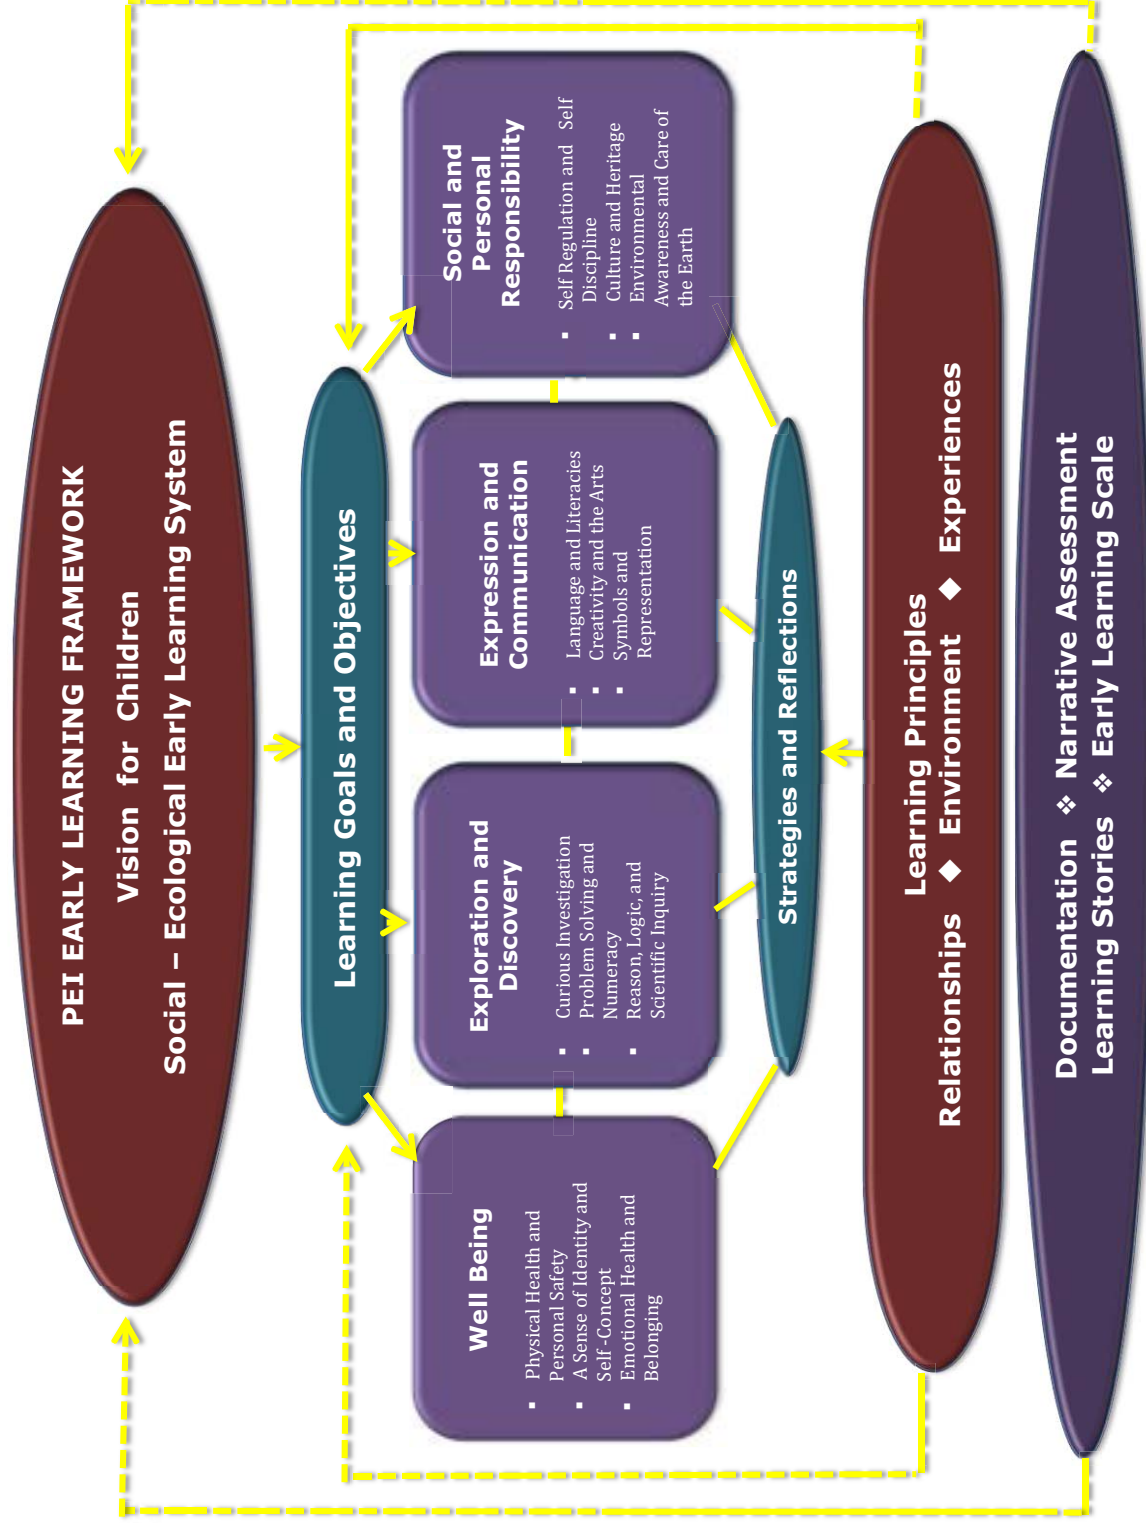 PEI EARLY LEARNING FRAMEWORK
Vision for Children
Social – Ecological Early Learning System
Learning Goals and Objectives
Well Being
▪ Physical Health and
Personal Safety
▪ A Sense of Identity and
Self -Concept
▪ Emotional Health and
Belonging
Exploration and
Discovery
▪ Curious Investigation
▪ Problem Solving and
Numeracy
▪ Reason, Logic, and
Scientific Inquiry
Expression and
Communication
▪ Language and Literacies
▪ Creativity and the Arts
▪ Symbols and
Representation
Social and
Personal
Responsibility
▪ Self Regulation and Self
Discipline
▪ Culture and Heritage
▪ Environmental
Awareness and Care of
the Earth
Strategies and Reflections
Learning Principles
Relationships ◆ Environment ◆ Experiences
Documentation ❖ Narrative Assessment
Learning Stories ❖ Early Learning Scale